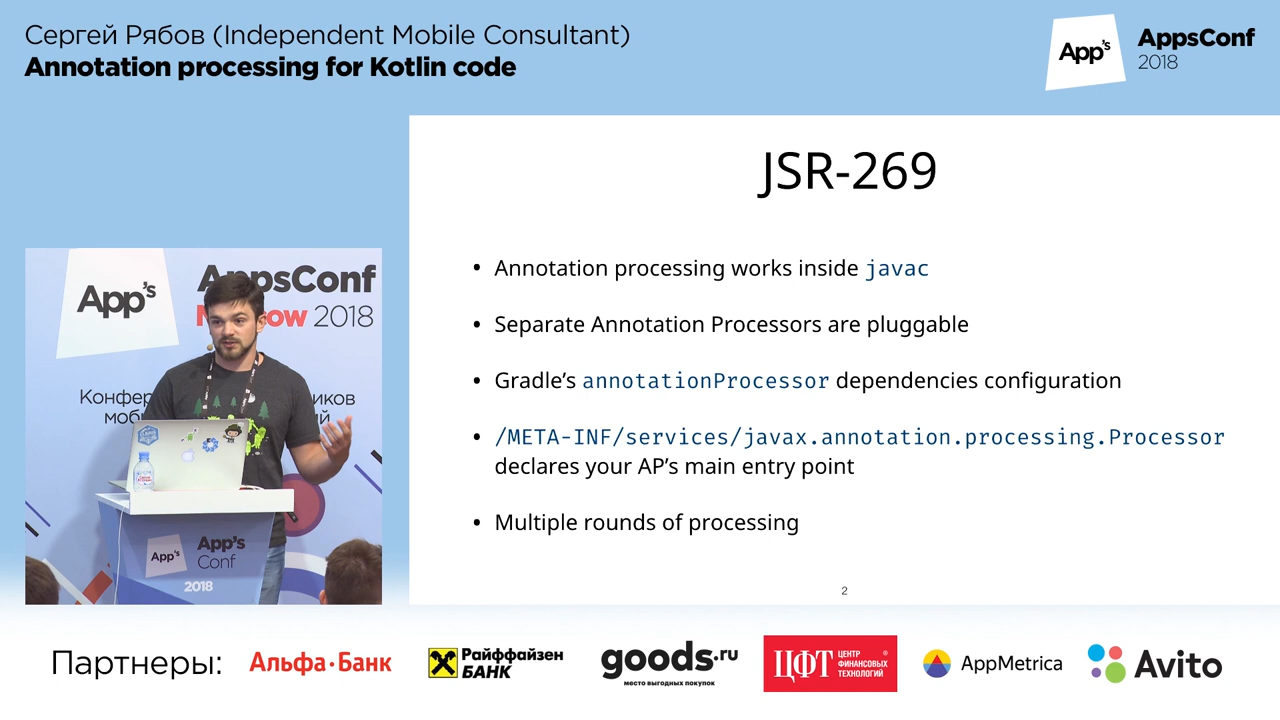 Сергей Рябов (Independent Mobile Consultant)
Annotation processing for Kotlin code
App's
AppsConf
2018
JSR-269
• Annotation processing works inside javac
• Separate Annotation Processors are pluggable
• Gradle’s annotationProcessor dependencies configuration
• /META-INF/services/javax.annotation.processing.Processor
declares your AP’s main entry point
• Multiple rounds of processing
2
App's
AppsConf
2018
App's
App's
Conf
2018
Партнеры:
Альфа·Банк
Райффайзен
БАНК
goods.ru
место выгодных покупок
ЦФТ
ЦЕНТР
ФИНАНСОВЫХ
ТЕХНОЛОГИЙ
®
AppMetrica
Avito